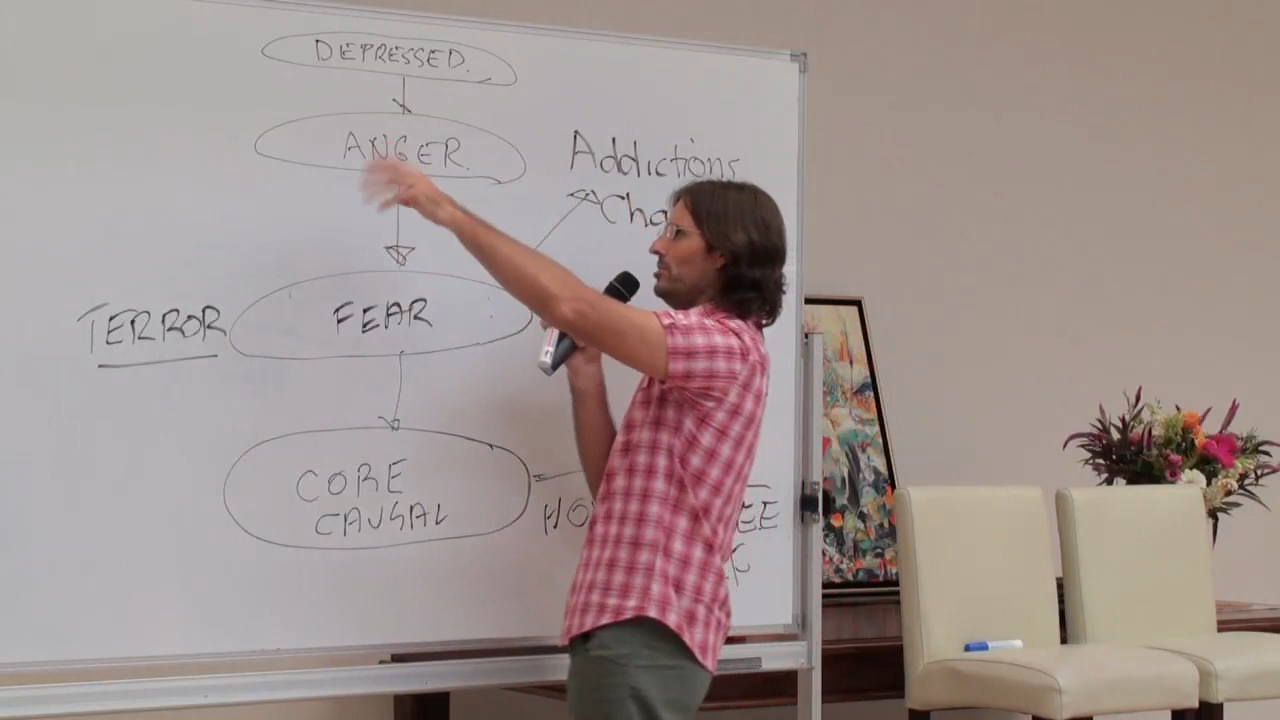 DEPRESSED.
ANGER.
Addictions
TERROR
FEAR
CORE
CAUSAL